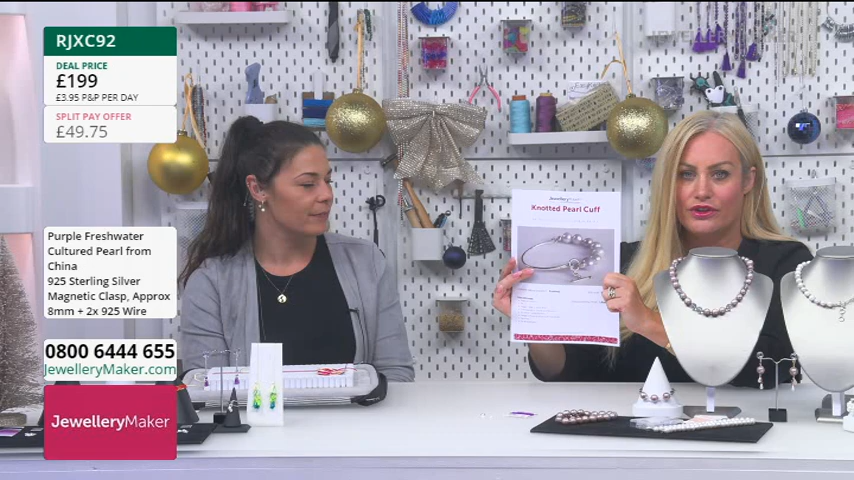 RJXC92
DEAL PRICE
£199
£3.95 P&P PER DAY
SPLIT PAY OFFER
£49.75
Purple Freshwater
Cultured Pearl from
China
925 Sterling Silver
Magnetic Clasp, Approx
8mm + 2x 925 Wire
0800 6444 655
JewelleryMaker.com
JewelleryMaker
JewelleryMaker
Knotted Pearl Cuff
JEWELLERYMAKER